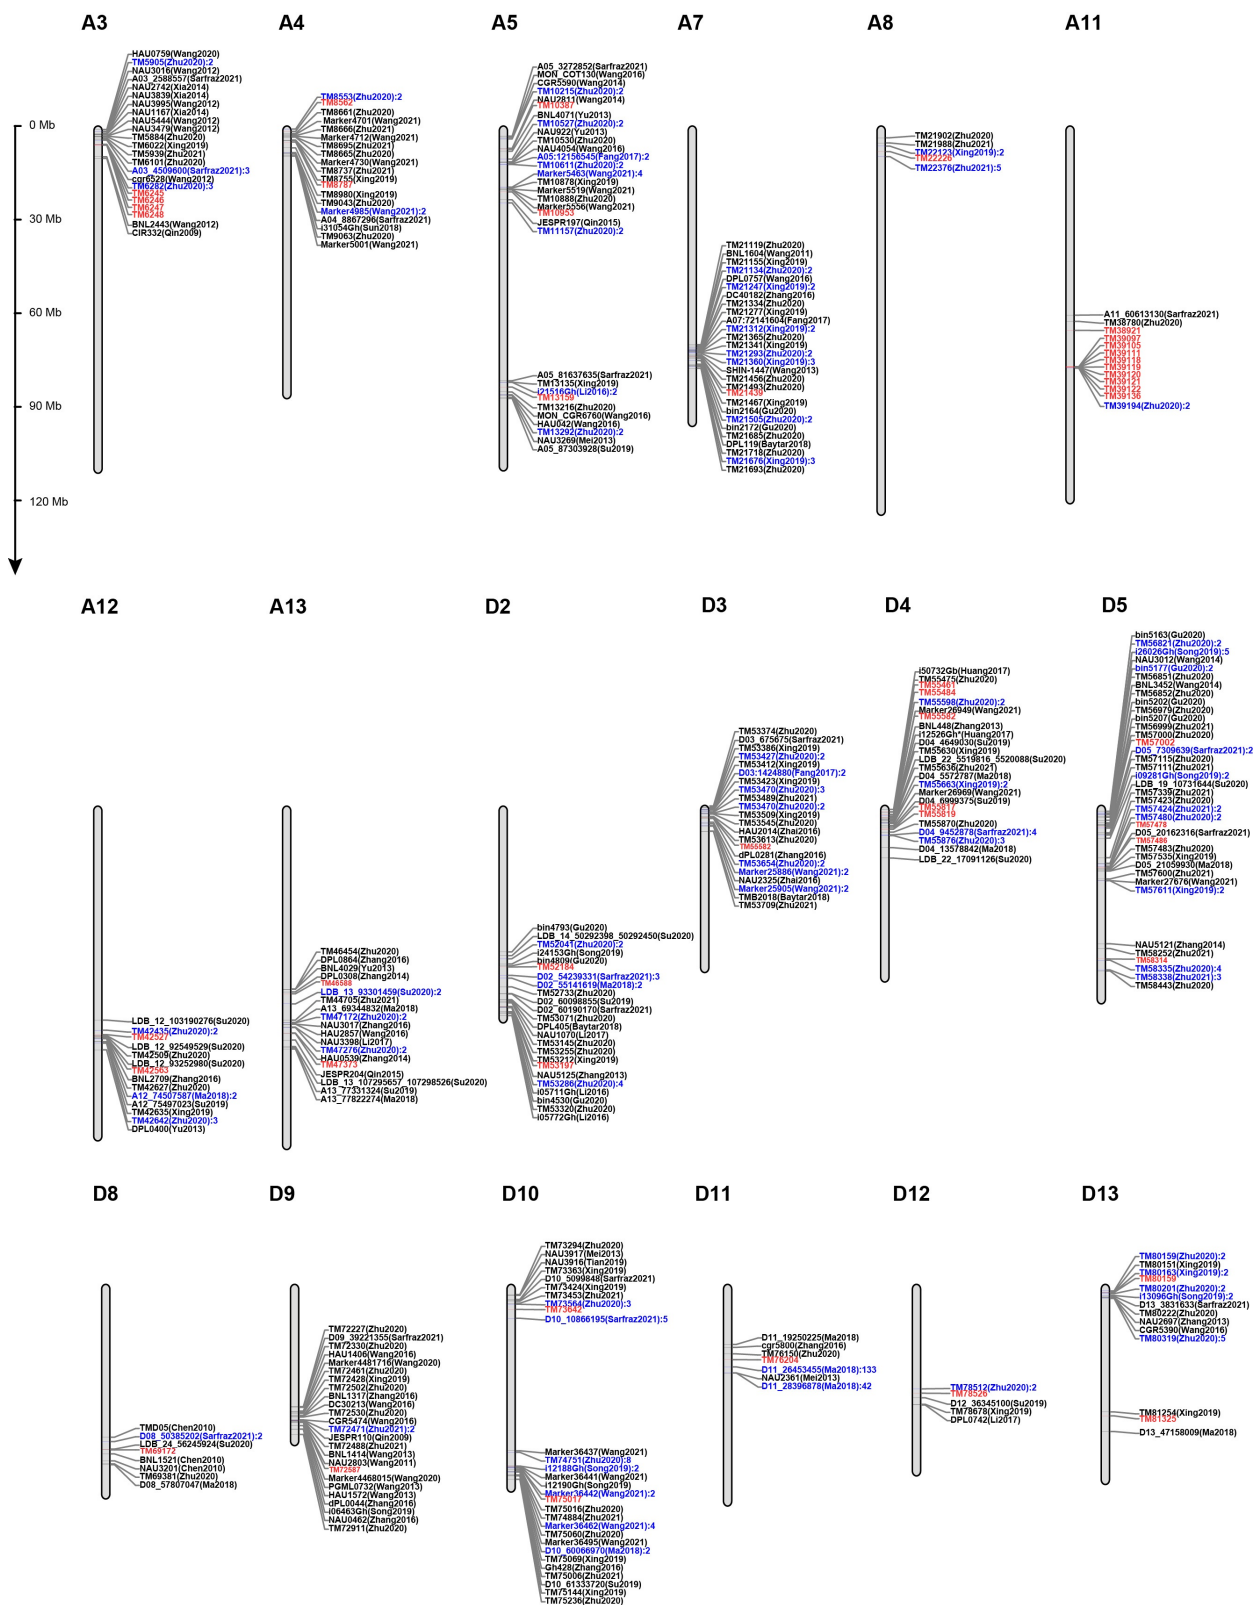 A3
A4
A5
A7
A8
A11
0 Mb
30 Mb
60 Mb
90 Mb
120 Mb
HAU0759(Wang2020)
TM5905(Zhu2020):2
NAU3016(Wang2012)
A03_2588557(Sarfraz2021)
NAU2742(Xia2014)
NAU3839(Xia2014)
NAU3995(Wang2012)
NAU1167(Xia2014)
NAU5444(Wang2012)
NAU3479(Wang2012)
TM5884(Zhu2020)
TM6022(Xing2019)
TM5939(Zhu2021)
TM6101(Zhu2020)
A03_4509600(Sarfraz2021):3
cgr6528(Wang2012)
TM6282(Zhu2020):3
TM6245
TM6246
TM6247
TM6248
BNL2443(Wang2012)
CIR332(Qin2009)
TM8553(Zhu2020):2
TM8562
TM8661(Zhu2020)
Marker4701(Wang2021)
TM8666(Zhu2021)
Marker4712(Wang2021)
TM8695(Zhu2021)
TM8665(Zhu2020)
Marker4730(Wang2021)
TM8737(Zhu2021)
TM8755(Xing2019)
TM8787
TM8980(Xing2019)
TM9043(Zhu2021)
Marker4985(Wang2021):2
A04_8867296(Sarfraz2021)
i31054Gh(Sun2018)
TM9063(Zhu2021)
Marker5001(Wang2021)
A05_3272852(Sarfraz2021)
MON_COT130(Wang2016)
CGR5590(Wang2014)
TM10215(Zhu2020):2
NAU2811(Wang2014)
TM10387
BNL4071(Yu2013)
TM10527(Zhu2020):2
NAU922(Yu2013)
TM10530(Zhu2020)
NAU4054(Wang2016)
A05:12156545(Fang2017):2
TM10611(Zhu2020):2
Marker5463(Wang2021):4
TM10878(Xing2019)
Marker5519(Wang2021)
TM10888(Zhu2020)
Marker5556(Wang2021)
TM10953
JESPR197(Qin2015)
TM11157(Zhu2020):2
A05_81637635(Sarfraz2021)
TM13135(Xing2019)
i21516Gh(Li2016):2
TM13159
TM13216(Zhu2020)
MON_CGR6760(Wang2016)
HAU042(Wang2016)
TM13292(Zhu2020):2
NAU3269(Mei2013)
A05_87303928(Su2019)
TM21119(Zhu2020)
BNL1604(Wang2011)
TM21155(Xing2019)
TM21134(Zhu2020):2
DPL0757(Wang2016)
TM21247(Xing2019):2
DC40182(Zhang2016)
TM21334(Zhu2020)
TM21277(Xing2019)
A07:72141604(Fang2017)
TM21312(Xing2019):2
TM21365(Zhu2020)
TM21341(Xing2019)
TM21293(Zhu2020):2
TM21360(Xing2019):3
SHIN-1447(Wang2013)
TM21456(Zhu2020)
TM21493(Zhu2020)
TM21439
TM21467(Xing2019)
bin2164(Gu2020)
TM21505(Zhu2020):2
bin2172(Gu2020)
TM21685(Zhu2020)
DPL119(Baytar2018)
TM21718(Zhu2020)
TM21676(Xing2019):3
TM21693(Zhu2020)
TM21902(Zhu2020)
TM21988(Zhu2021)
TM22123(Xing2019):2
TM22226
TM22376(Zhu2021):5
A11_60613130(Sarfraz2021)
TM38780(Zhu2020)
TM38921
TM39097
TM39105
TM39111
TM39118
TM39119
TM39120
TM39121
TM39122
TM39136
TM39194(Zhu2020):2
A12
A13
D2
D3
D4
D5
LDB_12_103190276(Su2020)
TM42435(Zhu2020):2
TM42527
LDB_12_92549529(Su2020)
TM42509(Zhu2020)
LDB_12_93252980(Su2020)
TM42563
BNL2709(Zhang2016)
TM42627(Zhu2020)
A12_74507587(Ma2018):2
A12_75497023(Su2019)
TM42635(Xing2019)
TM42642(Zhu2020):3
DPL0400(Yu2013)
TM46454(Zhu2020)
DPL0864(Zhang2016)
BNL4029(Yu2013)
DPL0308(Zhang2014)
TM46588
LDB_13_93301459(Su2020):2
TM44705(Zhu2021)
A13_69344832(Ma2018)
TM47172(Zhu2020):2
NAU3017(Zhang2016)
HAU2857(Wang2016)
NAU3398(Li2017)
TM47276(Zhu2020):2
HAU0539(Zhang2014)
TM47373
JESPR204(Qin2015)
LDB_13_107295657_107298526(Su2020)
A13_77331324(Su2019)
A13_77822274(Ma2018)
bin4793(Gu2020)
LDB_14_50292398_50292450(Su2020)
TM52041(Zhu2020):2
i24153Gh(Song2019)
bin4809(Gu2020)
TM52184
D02_54239331(Sarfraz2021):3
D02_55141619(Ma2018):2
TM52733(Zhu2020)
D02_60098855(Su2019)
D02_60190170(Sarfraz2021)
TM53071(Zhu2020)
DPL405(Baytar2018)
NAU1070(Li2017)
TM53145(Zhu2020)
TM53255(Zhu2020)
TM53212(Xing2019)
TM53197
NAU5125(Zhang2013)
TM53286(Zhu2020):4
i05711Gh(Li2016)
bin4530(Gu2020)
TM53320(Zhu2020)
i05772Gh(Li2016)
TM53374(Zhu2020)
D03_675675(Sarfraz2021)
TM53386(Xing2019)
TM53427(Zhu2020):2
TM53412(Xing2019)
D03:1424880(Fang2017):2
TM53423(Xing2019)
TM53470(Zhu2020):3
TM53489(Zhu2021)
TM53470(Zhu2020):2
TM53509(Xing2019)
TM53545(Zhu2020)
HAU2014(Zhai2016)
TM53613(Zhu2020)
TM55582
dPL0281(Zhang2016)
TM53654(Zhu2020):2
Marker25886(Wang2021):2
NAU2325(Zhai2016)
Marker25905(Wang2021):2
TMB2018(Baytar2018)
TM53709(Zhu2021)
i50732Gb(Huang2017)
TM55475(Zhu2020)
TM55461
TM55484
TM55598(Zhu2020):2
Marker26949(Wang2021)
TM55582
BNL448(Zhang2013)
i12526Gh*(Huang2017)
D04_4649030(Su2019)
TM55630(Xing2019)
LDB_22_5519816_5520088(Su2020)
TM55636(Zhu2021)
D04_5572787(Ma2018)
TM55663(Xing2019):2
Marker26969(Wang2021)
D04_6999375(Su2019)
TM55817
TM55819
TM55870(Zhu2020)
D04_9452878(Sarfraz2021):4
TM55876(Zhu2020):3
D04_13578842(Ma2018)
LDB_22_17091126(Su2020)
bin5163(Gu2020)
TM56821(Zhu2020):2
i26026Gh(Song2019):5
NAU3012(Wang2014)
bin5177(Gu2020):2
TM56851(Zhu2020)
BNL3452(Wang2014)
TM56852(Zhu2020)
bin5202(Gu2020)
TM56979(Zhu2020)
bin5207(Gu2020)
TM56999(Zhu2021)
TM57000(Zhu2020)
TM57002
D05_7309639(Sarfraz2021):2
TM57115(Zhu2020)
TM57111(Zhu2021)
i09281Gh(Song2019):2
LDB_19_10731644(Su2020)
TM57339(Zhu2021)
TM57423(Zhu2020)
TM57424(Zhu2021):2
TM57480(Zhu2020):2
TM57478
D05_20162316(Sarfraz2021)
TM57486
TM57483(Zhu2020)
TM57535(Xing2019)
D05_21059930(Ma2018)
TM57600(Zhu2021)
Marker27676(Wang2021)
TM57611(Xing2019):2
NAU5121(Zhang2014)
TM58252(Zhu2021)
TM58314
TM58335(Zhu2020):4
TM58338(Zhu2021):3
TM58443(Zhu2020)
D8
D9
D10
D11
D12
D13
TMD05(Chen2010)
D08_50385202(Sarfraz2021):2
LDB_24_56245924(Su2020)
TM69172
BNL1521(Chen2010)
NAU3201(Chen2010)
TM69381(Zhu2020)
D08_57807047(Ma2018)
TM72227(Zhu2020)
D09_39221355(Sarfraz2021)
TM72330(Zhu2020)
HAU1406(Wang2016)
Marker4481716(Wang2020)
TM72461(Zhu2020)
TM72428(Xing2019)
TM72502(Zhu2020)
BNL1317(Zhang2016)
DC30213(Wang2016)
TM72530(Zhu2020)
CGR5474(Wang2016)
TM72471(Zhu2021):2
JESPR110(Qin2009)
TM72488(Zhu2021)
BNL1414(Wang2013)
NAU2803(Wang2011)
TM72587
Marker4468015(Wang2020)
PGML0732(Wang2013)
HAU1572(Wang2013)
dPL0044(Zhang2016)
i06463Gh(Song2019)
NAU0462(Zhang2016)
TM72911(Zhu2020)
TM73294(Zhu2020)
NAU3917(Mei2013)
NAU3916(Tian2019)
TM73363(Xing2019)
D10_5099848(Sarfraz2021)
TM73424(Xing2019)
TM73453(Zhu2021)
TM73564(Zhu2020):3
TM73642
D10_10866195(Sarfraz2021):5
Marker36437(Wang2021)
TM74751(Zhu2020):8
i12188Gh(Song2019):2
Marker36441(Wang2021)
i12190Gh(Song2019)
Marker36442(Wang2021):2
TM75017
TM75016(Zhu2020)
TM74884(Zhu2021)
Marker36462(Wang2021):4
TM75060(Zhu2020)
Marker36495(Wang2021)
D10_60066970(Ma2018):2
TM75069(Xing2019)
Gh428(Zhang2016)
TM75006(Zhu2021)
D10_61333720(Su2019)
TM75144(Xing2019)
TM75236(Zhu2020)
D11_19250225(Ma2018)
cgr5800(Zhang2016)
TM76150(Zhu2020)
TM76204
D11_26453455(Ma2018):133
NAU2361(Mei2013)
D11_28396878(Ma2018):42
TM78512(Zhu2020):2
TM78526
D12_36345100(Su2019)
TM78678(Xing2019)
DPL0742(Li2017)
TM80159(Zhu2020):2
TM80151(Xing2019)
TM80163(Xing2019):2
TM80159
TM80201(Zhu2020):2
i13096Gh(Song2019):2
D13_3831633(Sarfraz2021)
TM80222(Zhu2020)
NAU2697(Zhang2013)
CGR5390(Wang2016)
TM80319(Zhu2020):5
TM81254(Xing2019)
TM81325
D13_47158009(Ma2018)